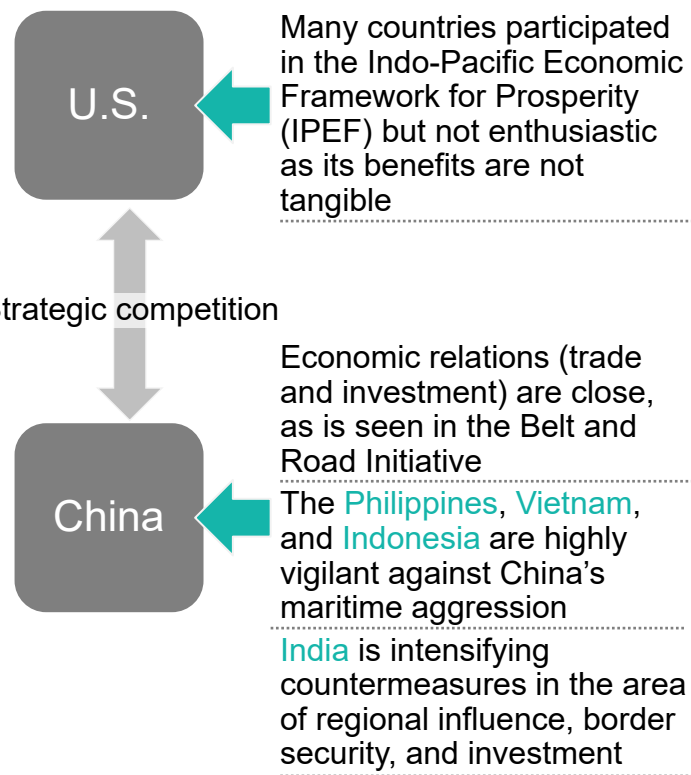 U.S.
Many countries participated
in the Indo-Pacific Economic
Framework for Prosperity
(IPEF) but not enthusiastic
as its benefits are not
tangible
trategic competition
Economic relations (trade
and investment) are close,
as is seen in the Belt and
Road Initiative
China
The Philippines, Vietnam,
and Indonesia are highly
vigilant against China’s
maritime aggression
India is intensifying
countermeasures in the area
of regional influence, border
security, and investment